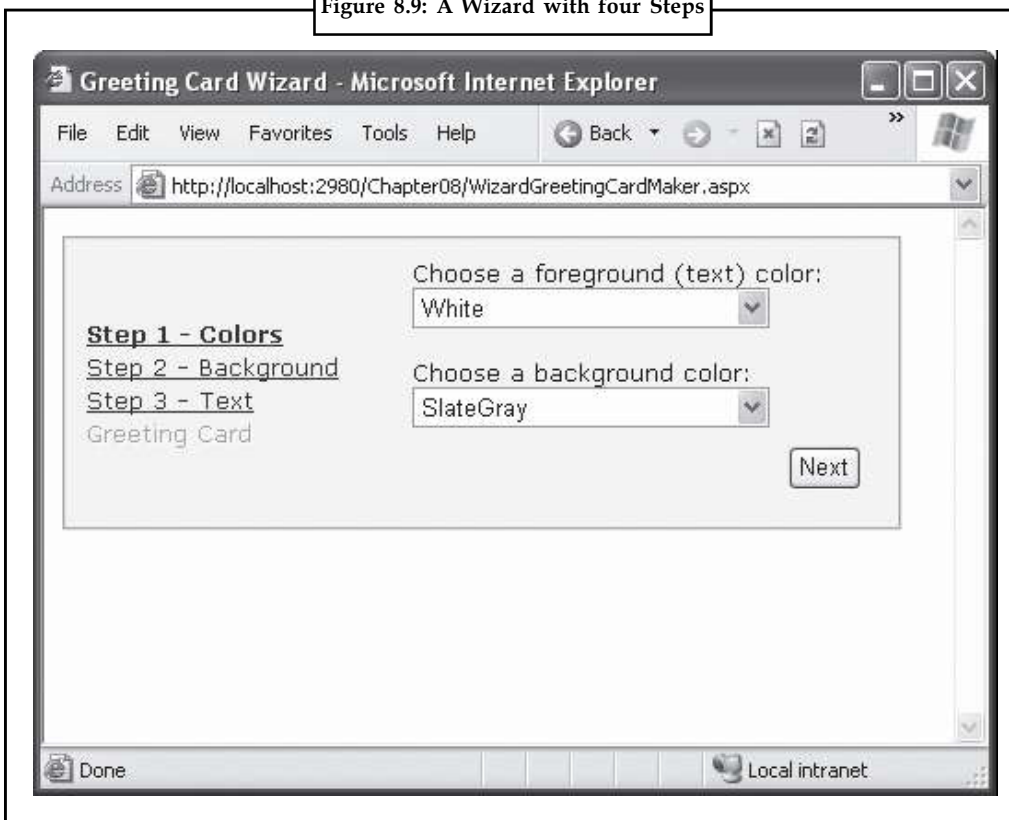 Figure 8.9: A Wizard with four Steps
Greeting Card Wizard - Microsoft Internet Explorer
File Edit View Favorites Tools Help Back »
Address http://localhost:2980/Chapter08/WizardGreetingCardMaker.aspx
Choose a foreground (text) color:
White
Step 1 - Colors
Step 2 - Background
Step 3 - Text
Greeting Card
Choose a background color:
SlateGray
Next
Done Local intranet